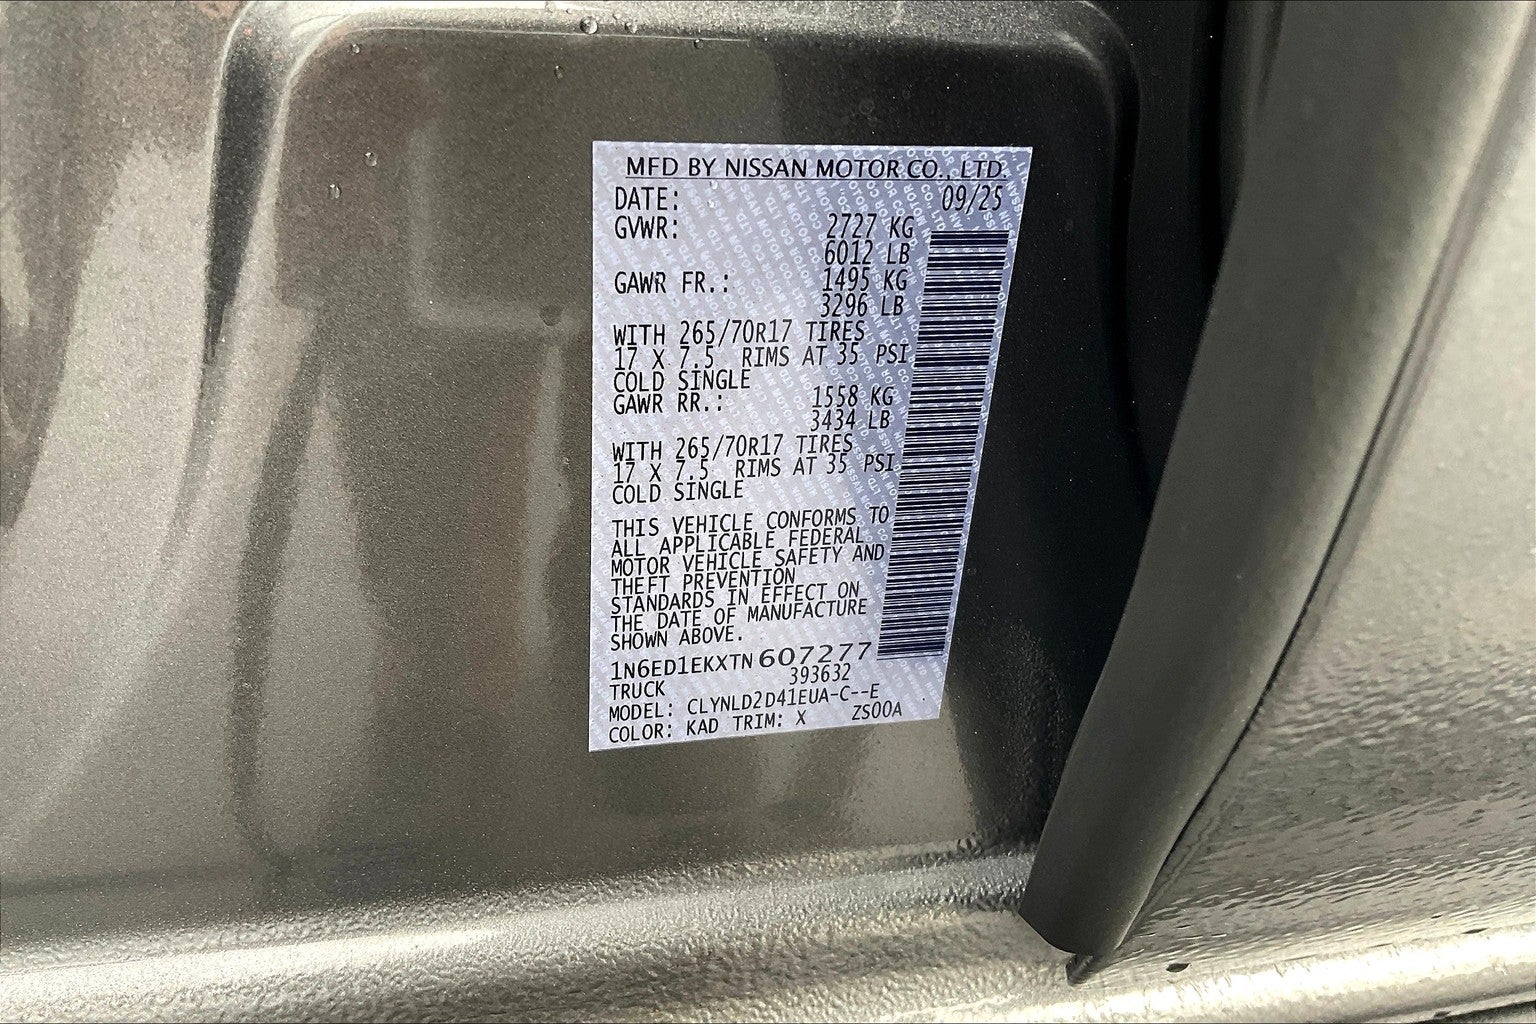 MFD BY NISSAN MOTOR CO., LTD.
DATE: 09/25
GVWR: 2727 KG
6012 LB
GAWR FR.: 1495 KG
3296 LB
WITH 265/70R17 TIRES
17 X 7.5 RIMS AT 35 PSI
COLD SINGLE
GAWR RR.: 1558 KG
3434 LB
WITH 265/70R17 TIRES
17 X 7.5 RIMS AT 35 PSI
COLD SINGLE
THIS VEHICLE CONFORMS TO
ALL APPLICABLE FEDERAL
MOTOR VEHICLE SAFETY AND
THEFT PREVENTION
STANDARDS IN EFFECT ON
THE DATE OF MANUFACTURE
SHOWN ABOVE.
1N6ED1EKXTN607277
393632
TRUCK
MODEL: CLYNLD2D41EUA-C--E
COLOR: KAD TRIM: X ZS00A